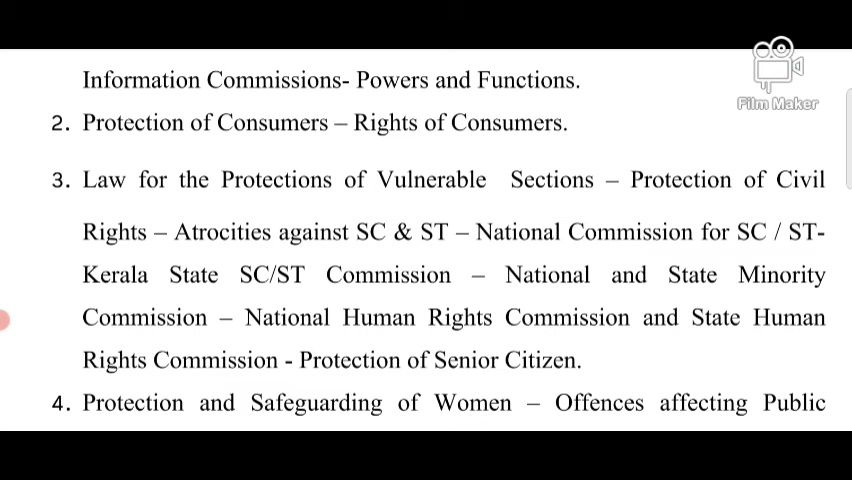 Information Commissions- Powers and Functions.
2. Protection of Consumers – Rights of Consumers.
3. Law for the Protections of Vulnerable Sections – Protection of Civil
Rights – Atrocities against SC & ST – National Commission for SC / ST-
Kerala State SC/ST Commission – National and State Minority
Commission – National Human Rights Commission and State Human
Rights Commission - Protection of Senior Citizen.
4. Protection and Safeguarding of Women – Offences affecting Public
Film Maker